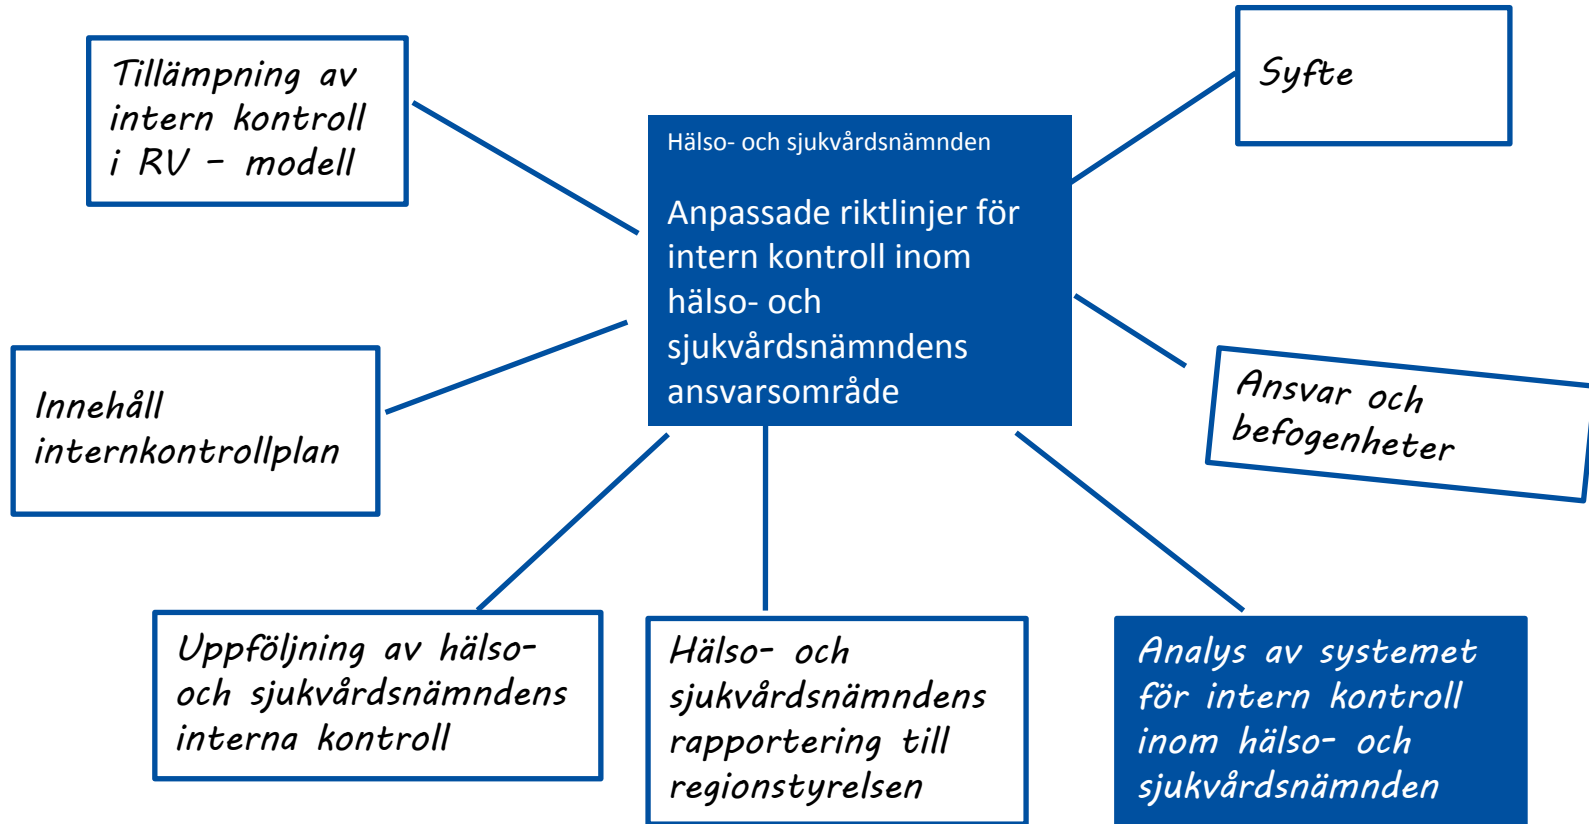 Tillämpning av
intern kontroll
i RV – modell
Syfte
Hälso- och sjukvårdsnämnden
Anpassade riktlinjer för
intern kontroll inom
hälso- och
sjukvårdsnämndens
ansvarsområde
Innehåll
internkontrollplan
Ansvar och
befogenheter
Uppföljning av hälso-
och sjukvårdsnämndens
interna kontroll
Hälso- och
sjukvårdsnämndens
rapportering till
regionstyrelsen
Analys av systemet
för intern kontroll
inom hälso- och
sjukvårdsnämnden